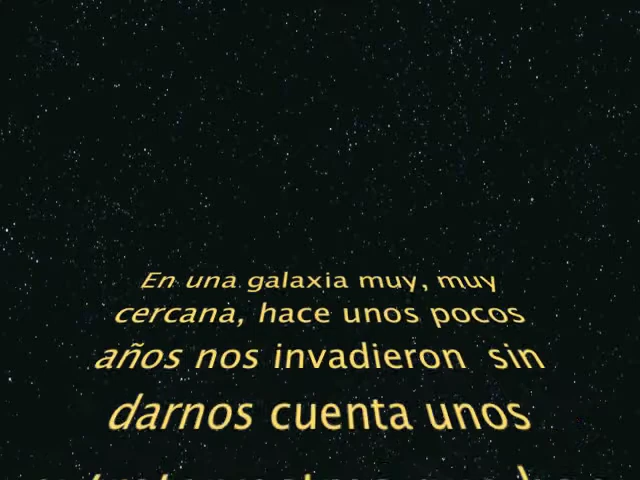 En una galaxia muy, muy
cercana, hace unos pocos
años nos invadieron sin
darnos cuenta unos